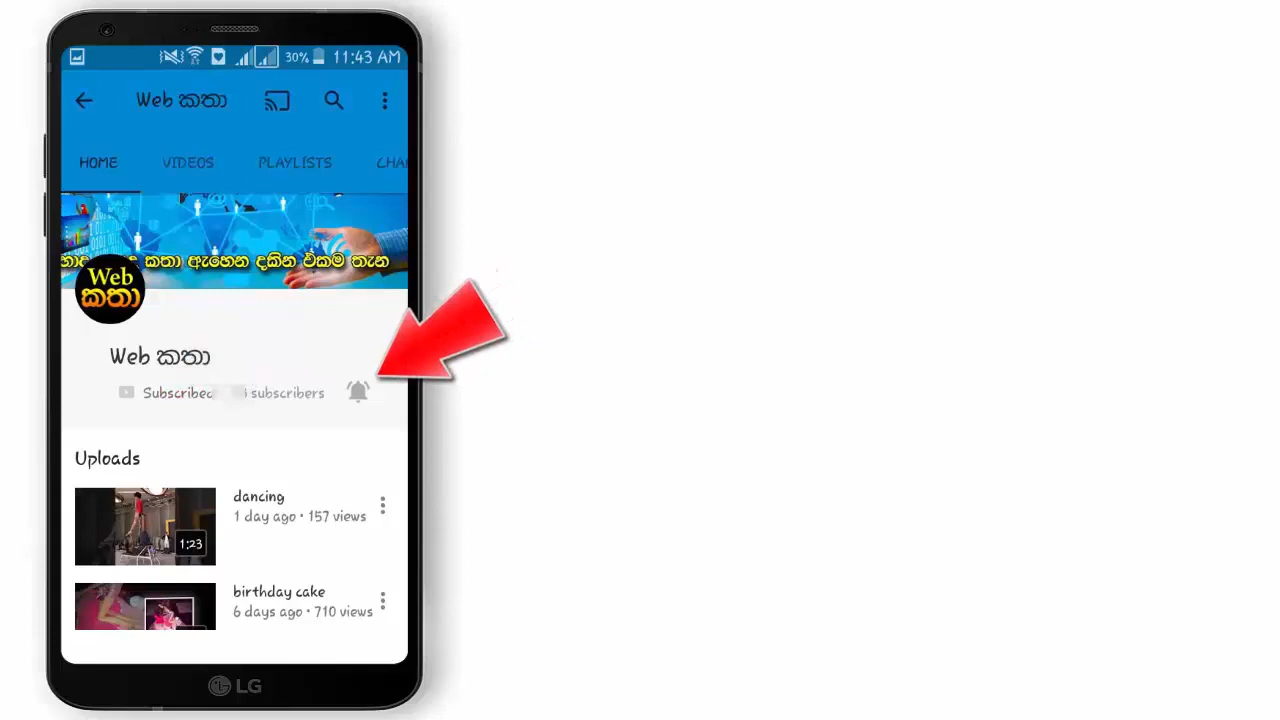 30% 11:43 AM
Web කතා
HOME VIDEOS PLAYLISTS
කතා ඇහෙන දකින එකම තැන
Web
කතා
Web කතා
Subscribed subscribers
Uploads
dancing
1 day ago • 157 views
1:23
birthday cake
6 days ago • 710 views
LG